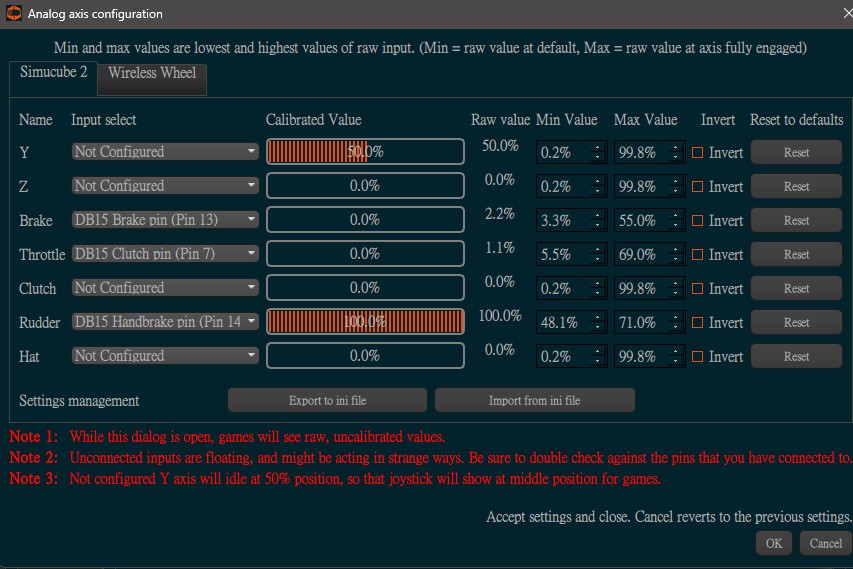 Analog axis configuration
Min and max values are lowest and highest values of raw input. (Min = raw value at default, Max = raw value at axis fully engaged)
Simucube 2 Wireless Wheel
Name Input select Calibrated Value Raw value Min Value Max Value Invert Reset to defaults
Y Not Configured 50.0% 50.0% 0.2% 99.8% Invert Reset
Z Not Configured 0.0% 0.0% 0.2% 99.8% Invert Reset
Brake DB15 Brake pin (Pin 13) 0.0% 2.2% 3.3% 55.0% Invert Reset
Throttle DB15 Clutch pin (Pin 7) 0.0% 1.1% 5.5% 69.0% Invert Reset
Clutch Not Configured 0.0% 0.0% 0.2% 99.8% Invert Reset
Rudder DB15 Handbrake pin (Pin 14 100.0% 100.0% 48.1% 71.0% Invert Reset
Hat Not Configured 0.0% 0.0% 0.2% 99.8% Invert Reset
Settings management Export to ini file Import from ini file
Note 1: While this dialog is open, games will see raw, uncalibrated values.
Note 2: Unconnected inputs are floating, and might be acting in strange ways. Be sure to double check against the pins that you have connected to.
Note 3: Not configured Y axis will idle at 50% position, so that joystick will show at middle position for games.
Accept settings and close. Cancel reverts to the previous settings.
OK Cancel